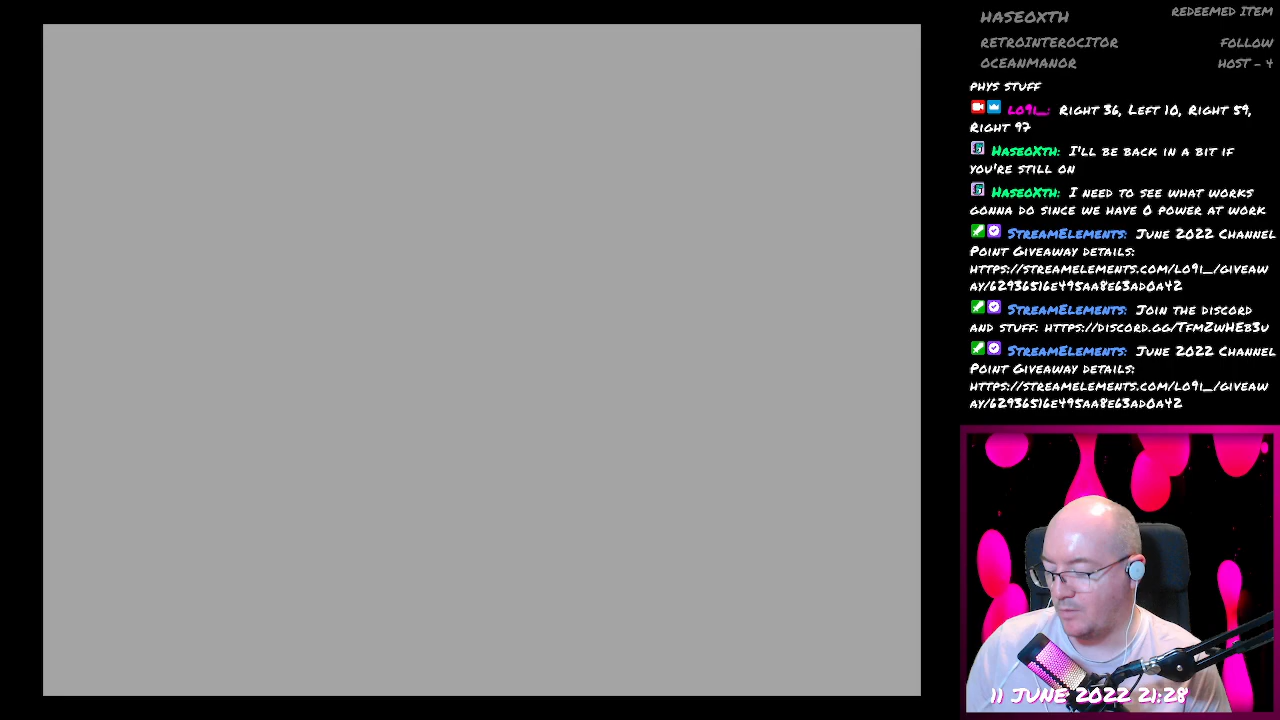 HASEOXTH REDEEMED ITEM
RETROINTEROCITOR FOLLOW
OCEANMANOR HOST - 4
PHYS STUFF
LO9I_: RIGHT 36, LEFT 10, RIGHT 59,
RIGHT 97
HASEOXTH: I'LL BE BACK IN A BIT IF
YOU'RE STILL ON
HASEOXTH: I NEED TO SEE WHAT WORKS
GONNA DO SINCE WE HAVE 0 POWER AT WORK
STREAMELEMENTS: JUNE 2022 CHANNEL
POINT GIVEAWAY DETAILS:
HTTPS://STREAMELEMENTS.COM/LO9I_/GIVEAW
AY/62936516E495AA8E63AD0A42
STREAMELEMENTS: JOIN THE DISCORD
AND STUFF: HTTPS://DISCORD.GG/TFMZWHEB3U
STREAMELEMENTS: JUNE 2022 CHANNEL
POINT GIVEAWAY DETAILS:
HTTPS://STREAMELEMENTS.COM/LO9I_/GIVEAW
AY/62936516E495AA8E63AD0A42
11 JUNE 2022 21:28